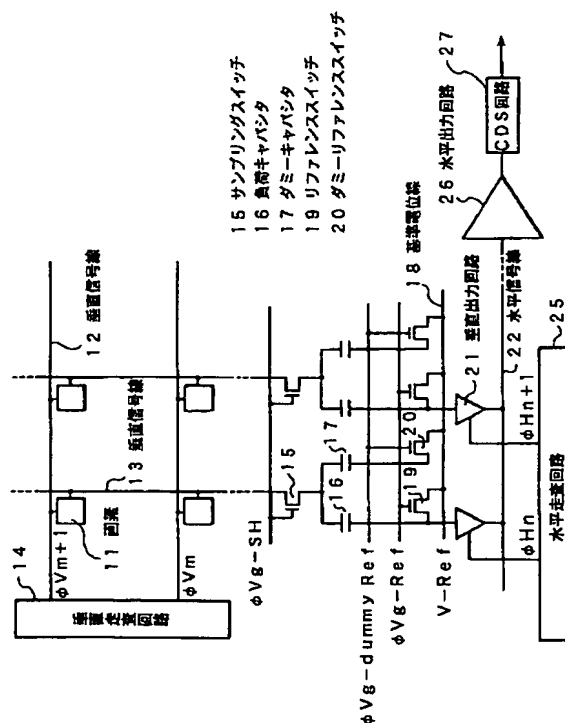 14
垂直走査回路
φVm+1
11 画素
φVm
13 垂直信号線
12 垂直信号線
φVg-SH
15
16
17
φVg-dummy Ref
φVg-Ref
V-Ref
19
20
18 基準電位線
21 垂直出力回路
22 水平信号線
φHn
φHn+1
水平走査回路
25
26 水平出力回路
CDS回路
27
15 サンプリングスイッチ
16 負荷キャパシタ
17 ダミーキャパシタ
19 リファレンススイッチ
20 ダミーリファレンススイッチ